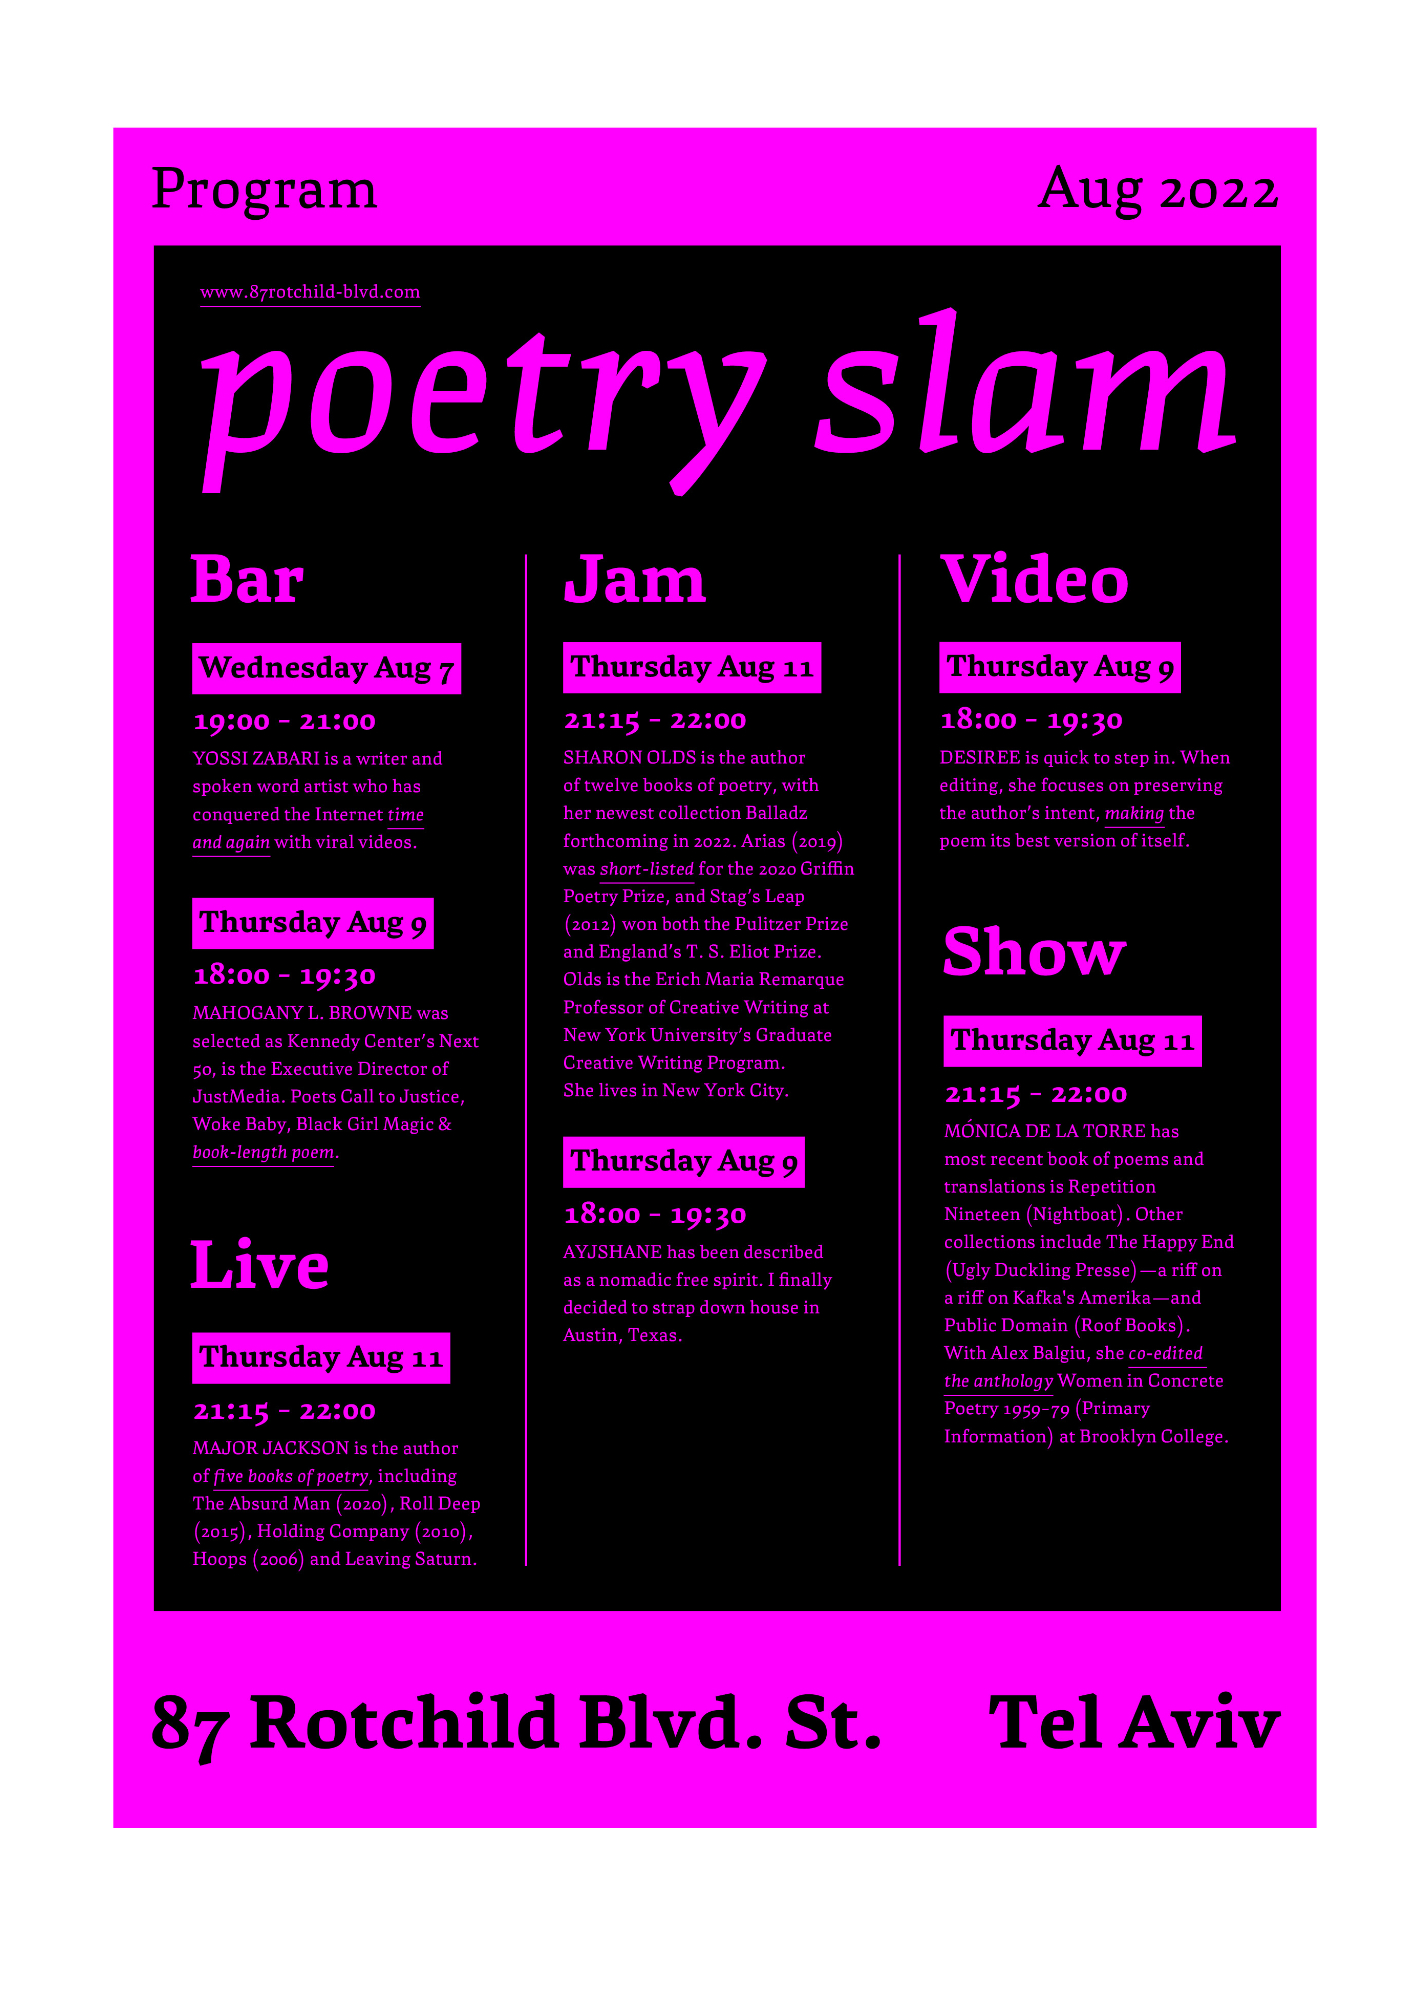 Program
Aug 2022
www.87rotchild-blvd.com
poetry slam
Bar
Wednesday Aug 7
19:00 – 21:00
YOSSI ZABARI is a writer and
spoken word artist who has
conquered the Internet time
and again with viral videos.
Thursday Aug 9
18:00 – 19:30
MAHOGANY L. BROWNE was
selected as Kennedy Center's Next
50, is the Executive Director of
JustMedia. Poets Call to Justice,
Woke Baby, Black Girl Magic &
book-length poem.
Live
Thursday Aug 11
21:15 – 22:00
MAJOR JACKSON is the author
of five books of poetry, including
The Absurd Man (2020), Roll Deep
(2015), Holding Company (2010),
Hoops (2006) and Leaving Saturn.
Jam
Thursday Aug 11
21:15 – 22:00
SHARON OLDS is the author
of twelve books of poetry, with
her newest collection Balladz
forthcoming in 2022. Arias (2019)
was short-listed for the 2020 Griffin
Poetry Prize, and Stag's Leap
(2012) won both the Pulitzer Prize
and England's T. S. Eliot Prize.
Olds is the Erich Maria Remarque
Professor of Creative Writing at
New York University's Graduate
Creative Writing Program.
She lives in New York City.
Thursday Aug 9
18:00 – 19:30
AYJSHANE has been described
as a nomadic free spirit. I finally
decided to strap down house in
Austin, Texas.
Video
Thursday Aug 9
18:00 – 19:30
DESIREE is quick to step in. When
editing, she focuses on preserving
the author's intent, making the
poem its best version of itself.
Show
Thursday Aug 11
21:15 – 22:00
MÓNICA DE LA TORRE has
most recent book of poems and
translations is Repetition
Nineteen (Nightboat). Other
collections include The Happy End
(Ugly Duckling Presse)—a riff on
a riff on Kafka's Amerika—and
Public Domain (Roof Books).
With Alex Balgiu, she co-edited
the anthology Women in Concrete
Poetry 1959–79 (Primary
Information) at Brooklyn College.
87 Rotchild Blvd. St.
Tel Aviv